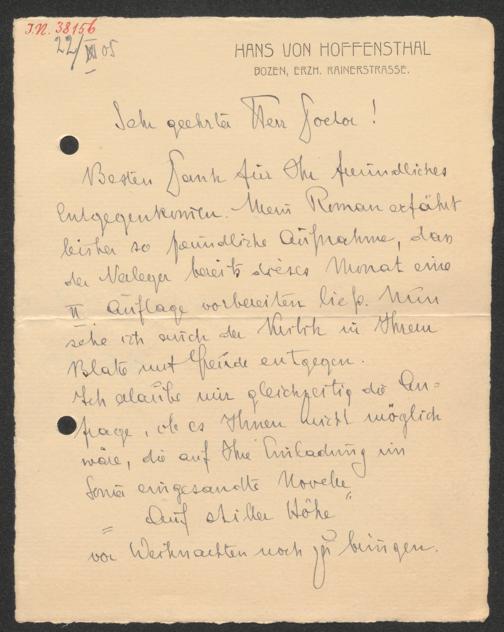 I.N. 38156
22/XI 05
HANS VON HOFFENSTHAL
BOZEN, ERZH. RAINERSTRASSE.
Sehr geehrter Herr Doctor!
Besten Dank für Ihr freundliches
Entgegenkommen. Mein Roman erfährt
bisher so freundliche Aufnahme, dass
der Verleger bereits dieses Monat eine
II Auflage vorbereiten ließ. Nun
sehe ich auch der Kritik in Ihrem
Blatte mit Freude entgegen.
Ich erlaube mir gleichzeitig die An=
frage, ob es Ihnen nicht möglich
wäre, die auf Ihre Einladung im
eingesandte Novelle
"Auf stiller Höhe"
vor Weihnachten noch zu bringen.